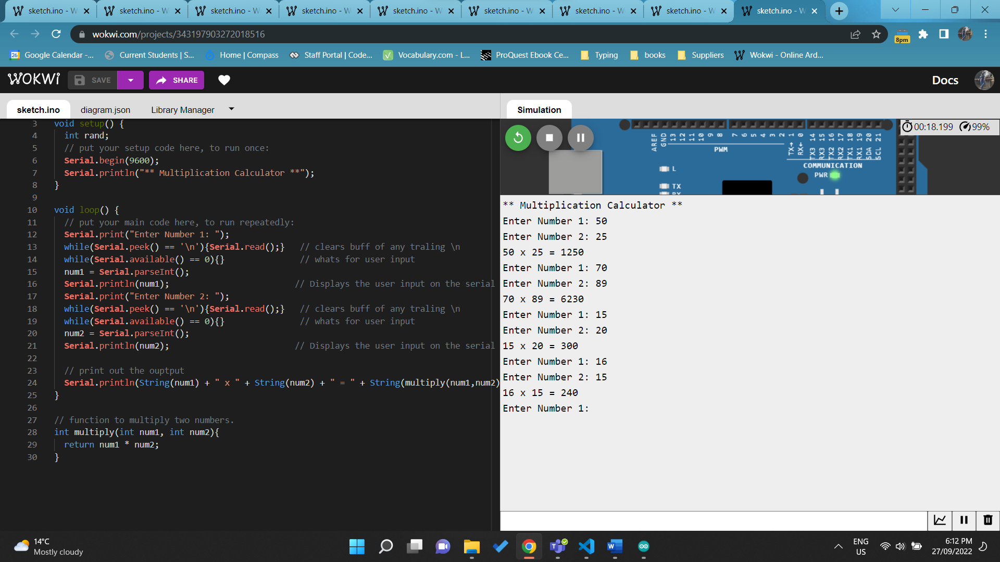 sketch.ino - W
sketch.ino - W
sketch.ino - W
sketch.ino - W
sketch.ino - W
sketch.ino - W
sketch.ino - W
sketch.ino - W
sketch.ino - W
wokwi.com/projects/343197903272018516
8pm
26 Google Calendar -...
Current Students | S...
Home | Compass
Staff Portal | Code...
Vocabulary.com - L...
ProQuest Ebook Ce...
Typing
books
Suppliers
Wokwi - Online Ard...
WOKWi
SAVE
SHARE
Docs
sketch.ino
diagram.json
Library Manager
3 void setup() {
4 int rand;
5 // put your setup code here, to run once:
6 Serial.begin(9600);
7 Serial.println("** Multiplication Calculator **");
8 }
9
10 void loop() {
11 // put your main code here, to run repeatedly:
12 Serial.print("Enter Number 1: ");
13 while(Serial.peek() == '\n'){Serial.read();} // clears buff of any traling \n
14 while(Serial.available() == 0){} // whats for user input
15 num1 = Serial.parseInt();
16 Serial.println(num1); // Displays the user input on the serial
17 Serial.print("Enter Number 2: ");
18 while(Serial.peek() == '\n'){Serial.read();} // clears buff of any traling \n
19 while(Serial.available() == 0){} // whats for user input
20 num2 = Serial.parseInt();
21 Serial.println(num2); // Displays the user input on the serial
22
23 // print out the ouptput
24 Serial.println(String(num1) + " x " + String(num2) + " = " + String(multiply(num1,num2)
25 }
26
27 // function to multiply two numbers.
28 int multiply(int num1, int num2){
29 return num1 * num2;
30 }
Simulation
00:18.199 99%
AREF GND 13 12 11 10 9 8 7 6 5 4 3 2 1 0
TX→ RX←
TX3 14 RX3 15 TX2 16 RX2 17 TX1 18 RX1 19 SDA 20 SCL 21
PWM
COMMUNICATION
L
PWR
TX
RX
** Multiplication Calculator **
Enter Number 1: 50
Enter Number 2: 25
50 x 25 = 1250
Enter Number 1: 70
Enter Number 2: 89
70 x 89 = 6230
Enter Number 1: 15
Enter Number 2: 20
15 x 20 = 300
Enter Number 1: 16
Enter Number 2: 15
16 x 15 = 240
Enter Number 1:
14°C
Mostly cloudy
ENG
US
6:12 PM
27/09/2022